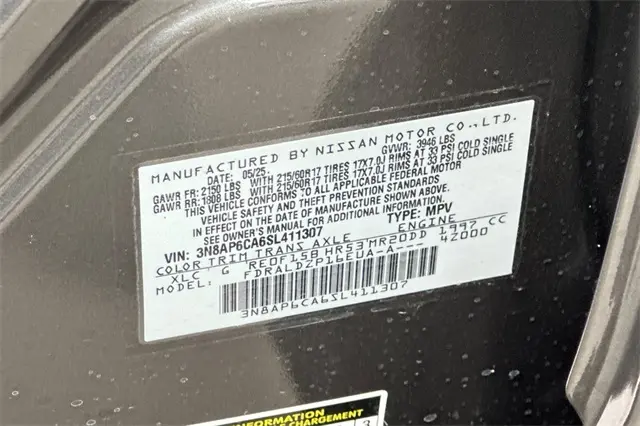 MANUFACTURED BY NISSAN MOTOR CO.,LTD.
DATE: 05/25 GVWR: 3946 LBS
GAWR FR: 2150 LBS WITH 215/60R17 TIRES 17X7.0J RIMS AT 33 PSI COLD SINGLE
GAWR RR: 1808 LBS WITH 215/60R17 TIRES 17X7.0J RIMS AT 33 PSI COLD SINGLE
THIS VEHICLE CONFORMS TO ALL APPLICABLE FEDERAL MOTOR
VEHICLE SAFETY AND THEFT PREVENTION STANDARDS
IN EFFECT ON THE DATE OF MANUFACTURE SHOWN ABOVE.
SEE OWNER'S MANUAL FOR ADDITIONAL INFORMATION.
VIN: 3N8AP6CA6SL411307 TYPE: MPV
COLOR TRIM TRANS AXLE ENGINE
XLC G RE0F15B HR53 MR20DD 1997 CC
MODEL: FDRALDZP16EUA-A--- 42000
3N8AP6CA6SL411307
INFORMATION
CHARGEMENT
3